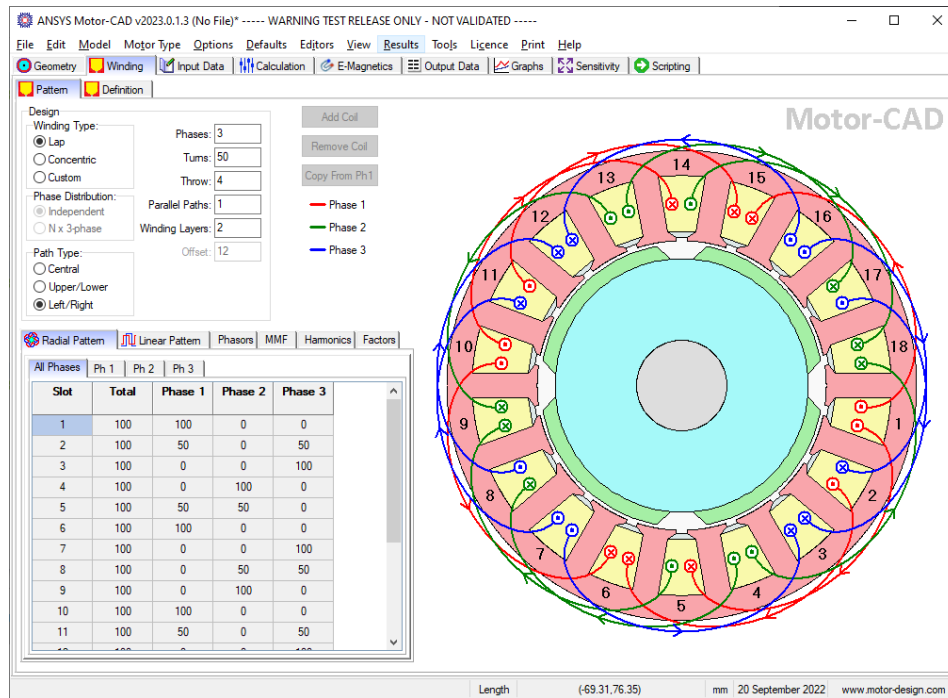 ANSYS Motor-CAD v2023.0.1.3 (No File)* ----- WARNING TEST RELEASE ONLY - NOT VALIDATED -----
File Edit Model Motor Type Options Defaults Editors View Results Tools Licence Print Help
Geometry Winding Input Data Calculation E-Magnetics Output Data Graphs Sensitivity Scripting
Pattern Definition
Design
Winding Type:
Lap
Concentric
Custom
Phase Distribution:
Independent
N x 3-phase
Path Type:
Central
Upper/Lower
Left/Right
Phases: 3
Turns: 50
Throw: 4
Parallel Paths: 1
Winding Layers: 2
Offset: 12
Add Coil
Remove Coil
Copy From Ph1
Phase 1
Phase 2
Phase 3
Motor-CAD
14
13 15
12 16
11 17
10 18
9 1
8 2
7 3
6 4
5
Radial Pattern Linear Pattern Phasors MMF Harmonics Factors
All Phases Ph 1 Ph 2 Ph 3
Slot Total Phase 1 Phase 2 Phase 3
1 100 100 0 0
2 100 50 0 50
3 100 0 0 100
4 100 0 100 0
5 100 50 50 0
6 100 100 0 0
7 100 0 0 100
8 100 0 50 50
9 100 0 100 0
10 100 100 0 0
11 100 50 0 50
Length (-69.31,76.35) mm 20 September 2022 www.motor-design.com